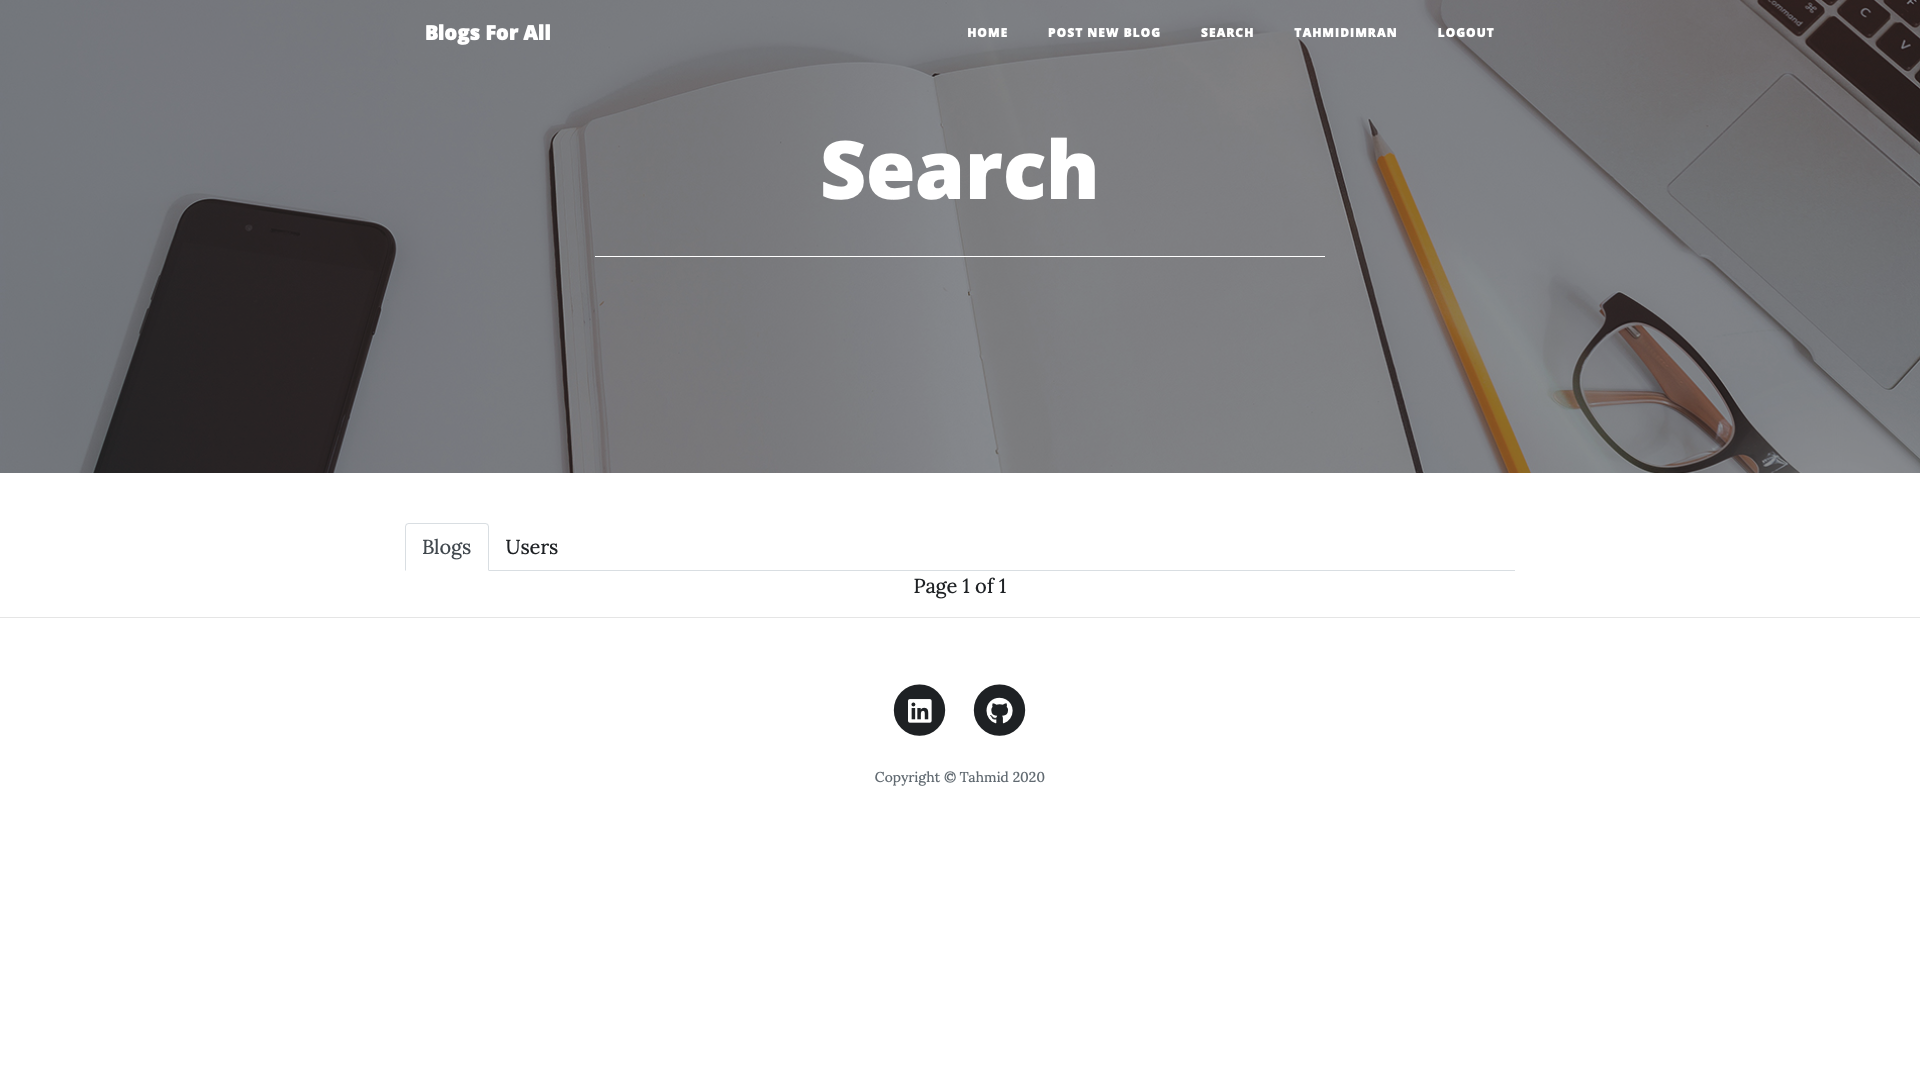 Blogs For All
HOME
POST NEW BLOG
SEARCH
TAHMIDIMRAN
LOGOUT
command
C
V
F
Search
Blogs
Users
Page 1 of 1
Copyright © Tahmid 2020